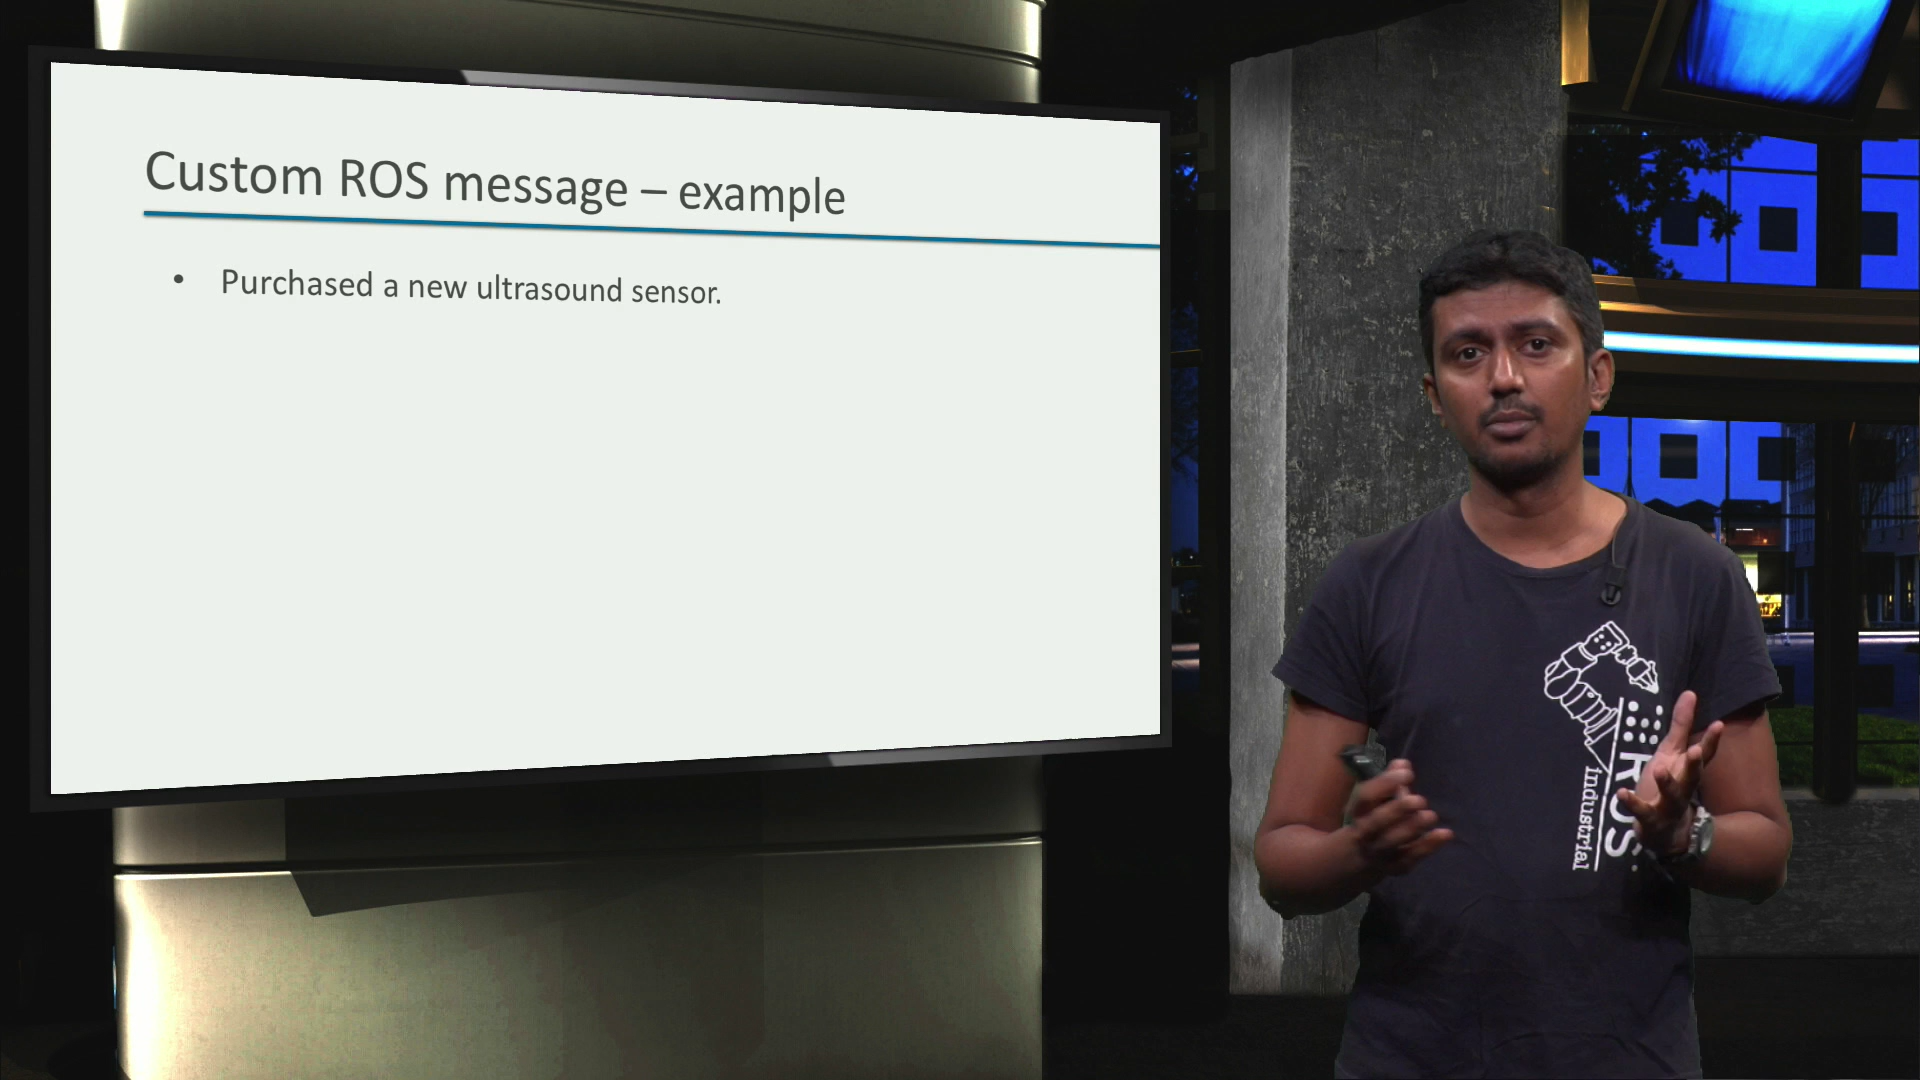 Custom ROS message – example
• Purchased a new ultrasound sensor.
ROS
Industrial